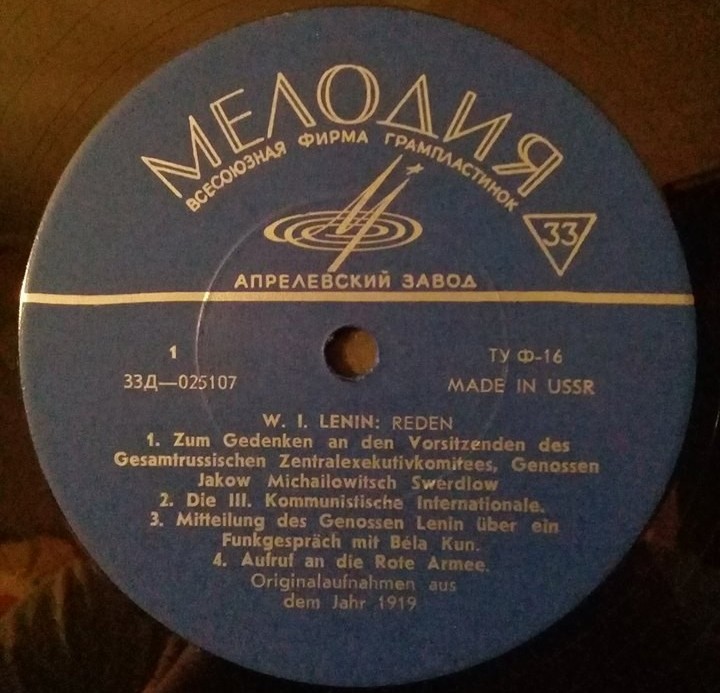 МЕЛОДИЯ
ВСЕСОЮЗНАЯ ФИРМА ГРАМПЛАСТИНОК
33
АПРЕЛЕВСКИЙ ЗАВОД
1
ТУ Ф-16
33Д—025107
MADE IN USSR
W. I. LENIN: REDEN
1. Zum Gedenken an den Vorsitzenden des
Gesamtrussischen Zentralexekutivkomitees, Genossen
Jakow Michailowitsch Swerdlow
2. Die III. Kommunistische Internationale.
3. Mitteilung des Genossen Lenin über ein
Funkgespräch mit Béla Kun.
4. Aufruf an die Rote Armee.
Originalaufnahmen aus
dem Jahr 1919